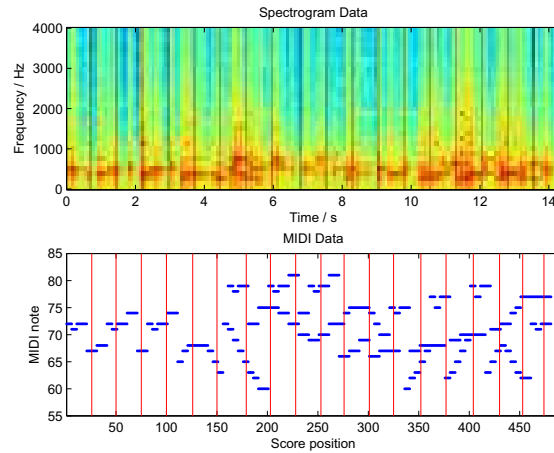 Spectrogram Data
4000
3000
2000
1000
0
Frequency / Hz
0 2 4 6 8 10 12 14
Time / s
MIDI Data
85
80
75
70
65
60
55
MIDI note
50 100 150 200 250 300 350 400 450
Score position